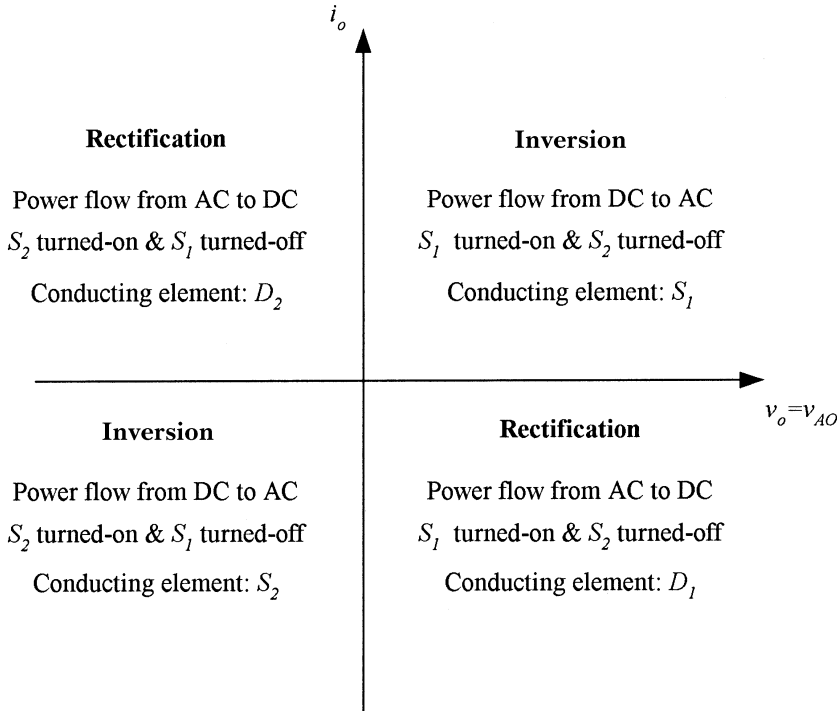 i_o
Rectification
Power flow from AC to DC
S_2 turned-on & S_1 turned-off
Conducting element: D_2
Inversion
Power flow from DC to AC
S_1 turned-on & S_2 turned-off
Conducting element: S_1
v_o=v_AO
Inversion
Power flow from DC to AC
S_2 turned-on & S_1 turned-off
Conducting element: S_2
Rectification
Power flow from AC to DC
S_1 turned-on & S_2 turned-off
Conducting element: D_1